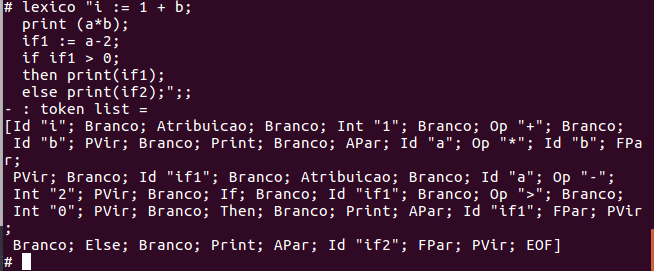 # lexico "i := 1 + b;
print (a*b);
if1 := a-2;
if if1 > 0;
then print(if1);
else print(if2);";;
- : token list =
[Id "i"; Branco; Atribuicao; Branco; Int "1"; Branco; Op "+"; Branco;
Id "b"; PVir; Branco; Print; Branco; APar; Id "a"; Op "*"; Id "b"; FPa
r;
PVir; Branco; Id "if1"; Branco; Atribuicao; Branco; Id "a"; Op "-";
Int "2"; PVir; Branco; If; Branco; Id "if1"; Branco; Op ">"; Branco;
Int "0"; PVir; Branco; Then; Branco; Print; APar; Id "if1"; FPar; PVir
;
Branco; Else; Branco; Print; APar; Id "if2"; FPar; PVir; EOF]
#